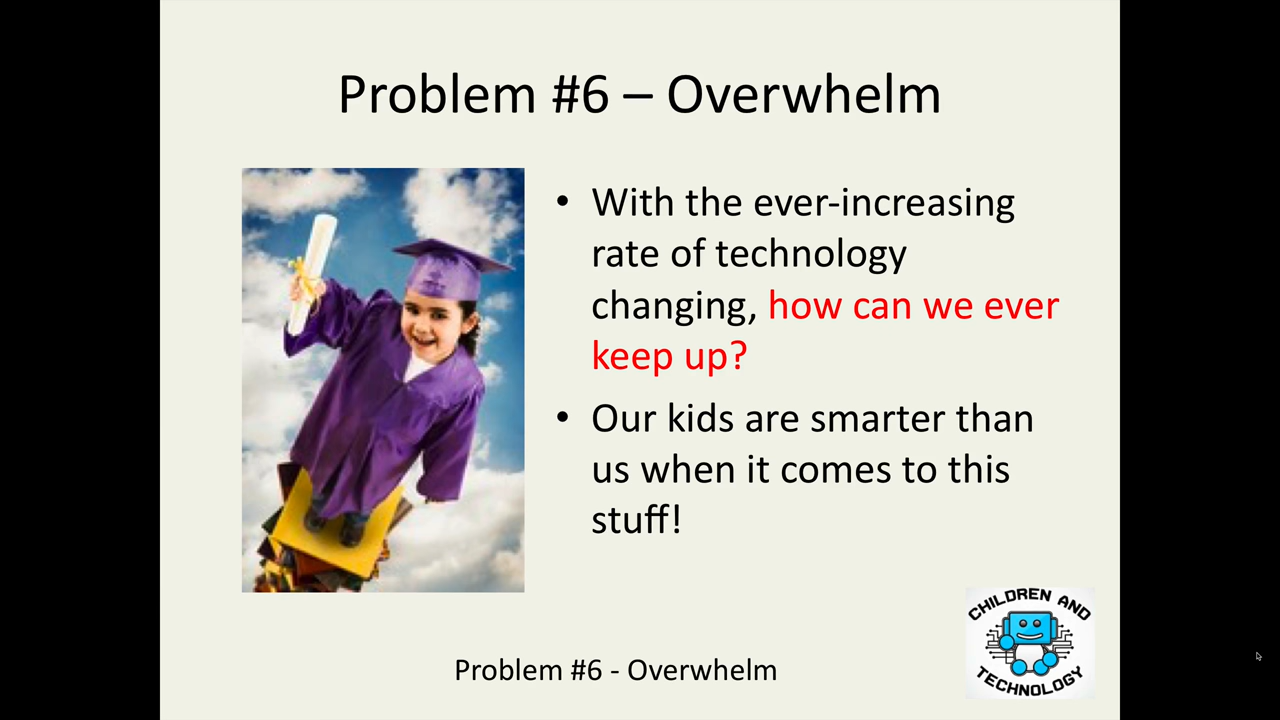 Problem #6 – Overwhelm
• With the ever-increasing
rate of technology
changing, how can we ever
keep up?
• Our kids are smarter than
us when it comes to this
stuff!
CHILDREN AND
TECHNOLOGY
Problem #6 - Overwhelm